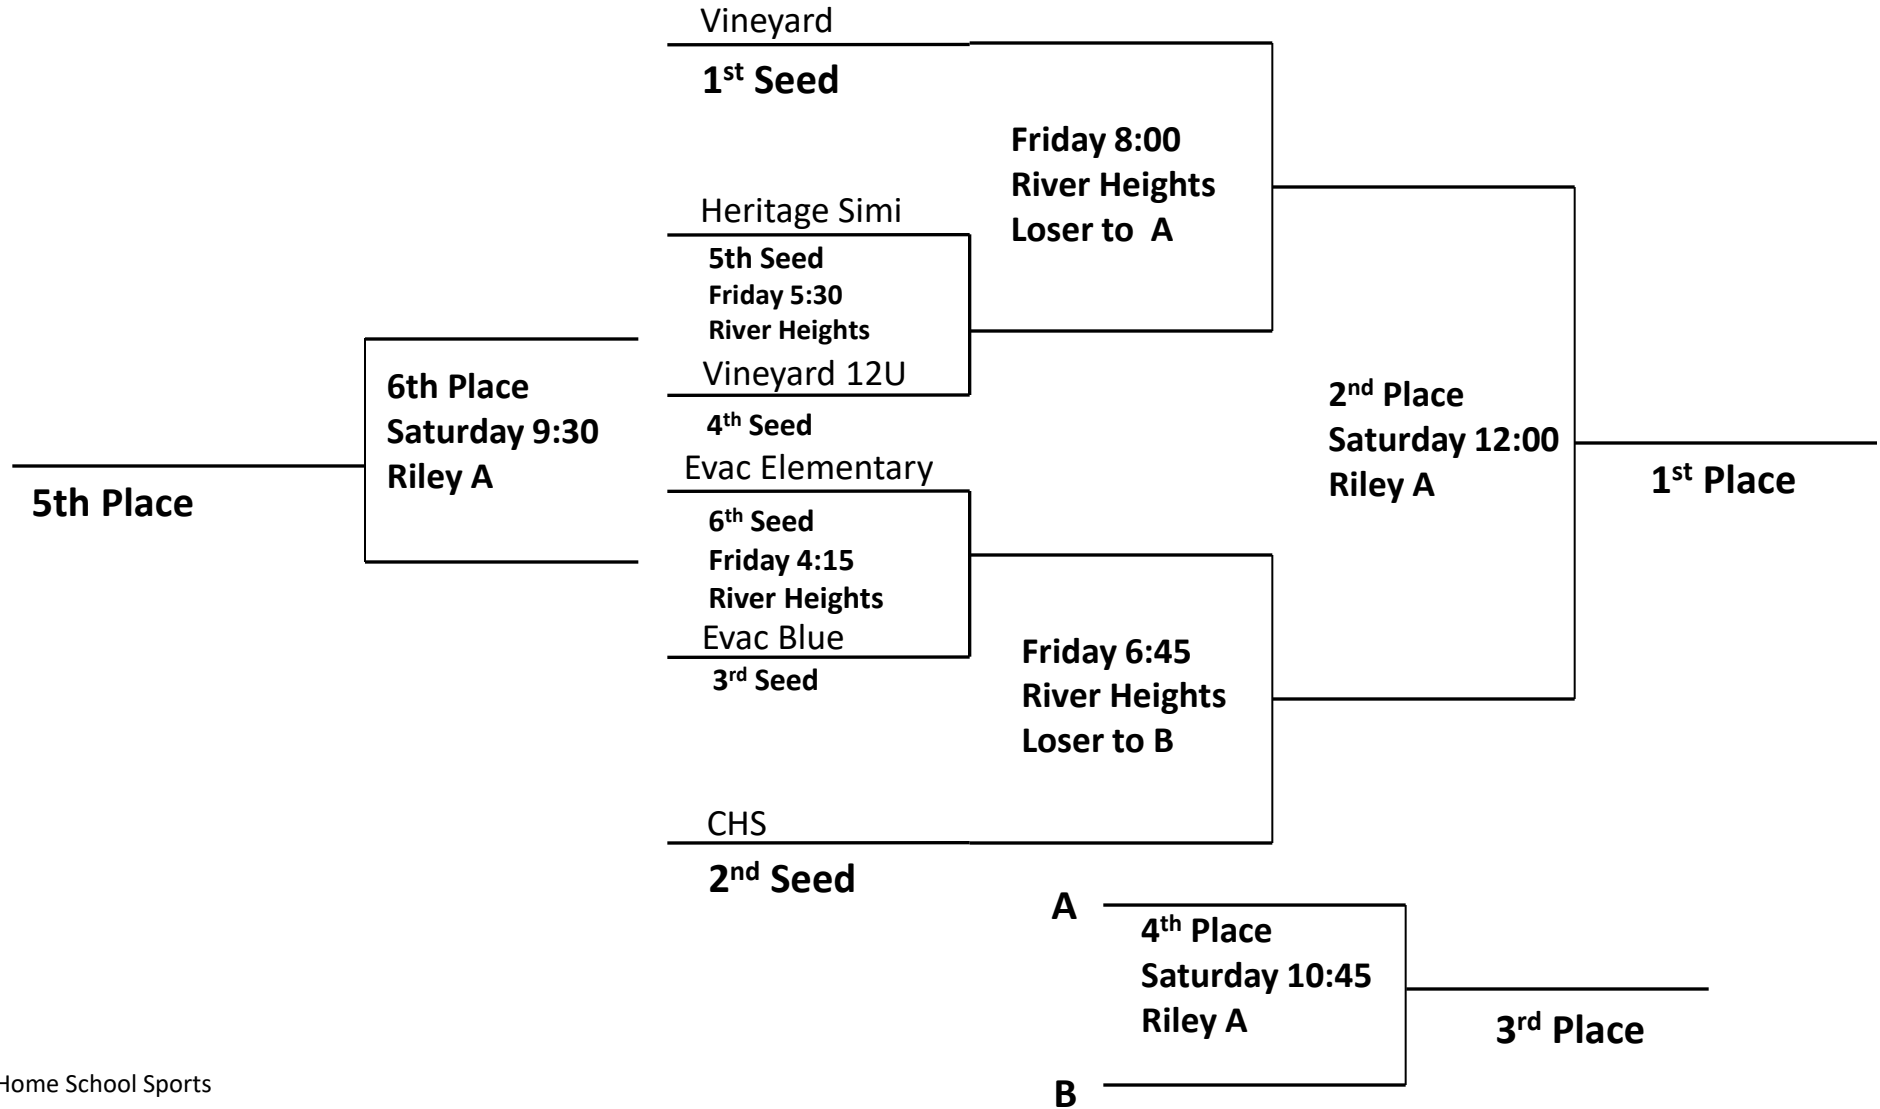 Vineyard
1st Seed
Friday 8:00
River Heights
Loser to A
Heritage Simi
5th Seed
Friday 5:30
River Heights
Vineyard 12U
4th Seed
6th Place
Saturday 9:30
Riley A
5th Place
Evac Elementary
6th Seed
Friday 4:15
River Heights
Evac Blue
3rd Seed
Friday 6:45
River Heights
Loser to B
2nd Place
Saturday 12:00
Riley A
1st Place
CHS
2nd Seed
A
4th Place
Saturday 10:45
Riley A
3rd Place
B
Home School Sports